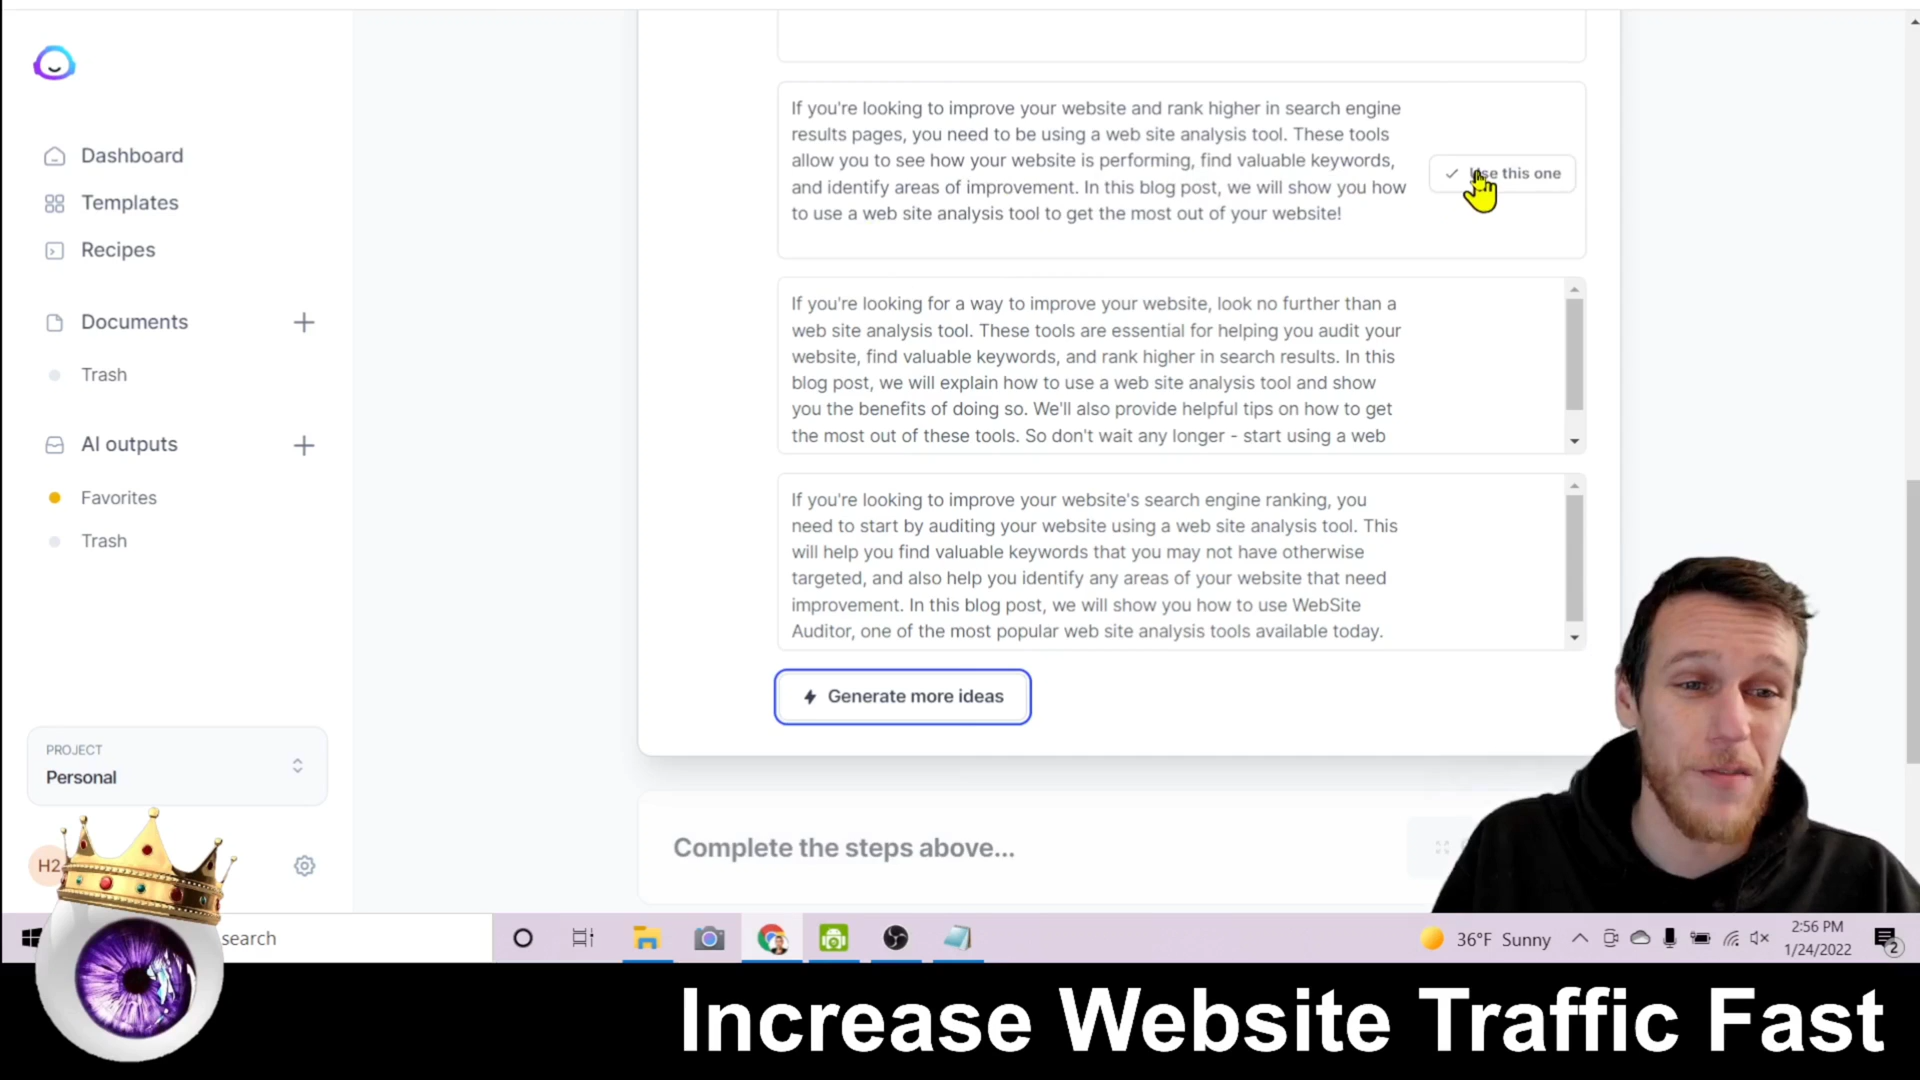 Dashboard
Templates
Recipes
Documents
Trash
AI outputs
Favorites
Trash
PROJECT
Personal
H2
If you're looking to improve your website and rank higher in search engine
results pages, you need to be using a web site analysis tool. These tools
allow you to see how your website is performing, find valuable keywords,
and identify areas of improvement. In this blog post, we will show you how
to use a web site analysis tool to get the most out of your website!
Use this one
If you're looking for a way to improve your website, look no further than a
web site analysis tool. These tools are essential for helping you audit your
website, find valuable keywords, and rank higher in search results. In this
blog post, we will explain how to use a web site analysis tool and show
you the benefits of doing so. We'll also provide helpful tips on how to get
the most out of these tools. So don't wait any longer - start using a web
If you're looking to improve your website's search engine ranking, you
need to start by auditing your website using a web site analysis tool. This
will help you find valuable keywords that you may not have otherwise
targeted, and also help you identify any areas of your website that need
improvement. In this blog post, we will show you how to use WebSite
Auditor, one of the most popular web site analysis tools available today.
Generate more ideas
Complete the steps above...
search
36°F Sunny
2:56 PM
1/24/2022
2
Increase Website Traffic Fast